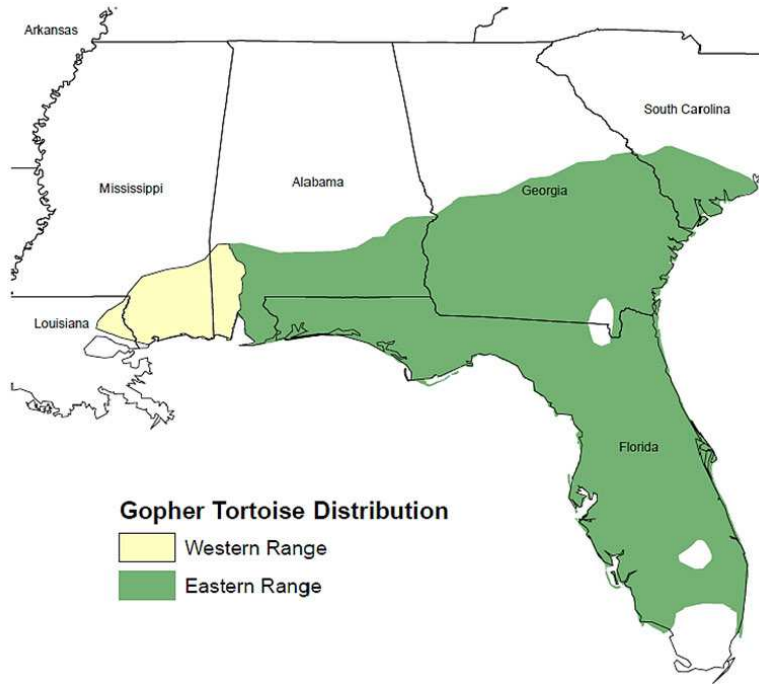 Arkansas
South Carolina
Mississippi
Alabama
Georgia
Louisiana
Florida
Gopher Tortoise Distribution
Western Range
Eastern Range